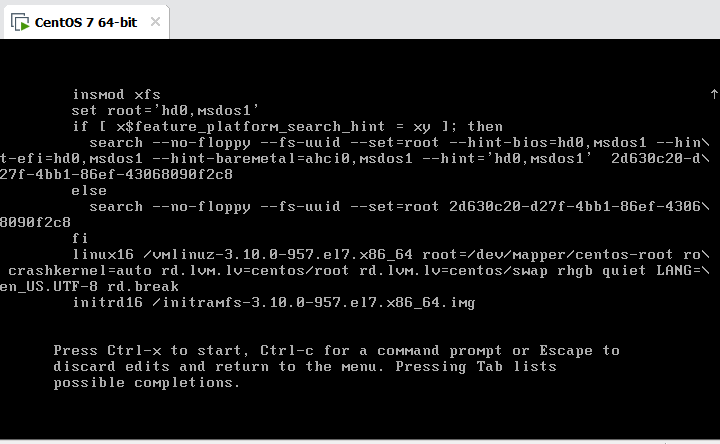 CentOS 7 64-bit ×
insmod xfs
set root='hd0,msdos1'
if [ x$feature_platform_search_hint = xy ]; then
search --no-floppy --fs-uuid --set=root --hint-bios=hd0,msdos1 --hin\
t-efi=hd0,msdos1 --hint-baremetal=ahci0,msdos1 --hint='hd0,msdos1'  2d630c20-d\
27f-4bb1-86ef-43068090f2c8
else
search --no-floppy --fs-uuid --set=root 2d630c20-d27f-4bb1-86ef-4306\
8090f2c8
fi
linux16 /vmlinuz-3.10.0-957.el7.x86_64 root=/dev/mapper/centos-root ro\
crashkernel=auto rd.lvm.lv=centos/root rd.lvm.lv=centos/swap rhgb quiet LANG=\
en_US.UTF-8 rd.break
initrd16 /initramfs-3.10.0-957.el7.x86_64.img
Press Ctrl-x to start, Ctrl-c for a command prompt or Escape to
discard edits and return to the menu. Pressing Tab lists
possible completions.